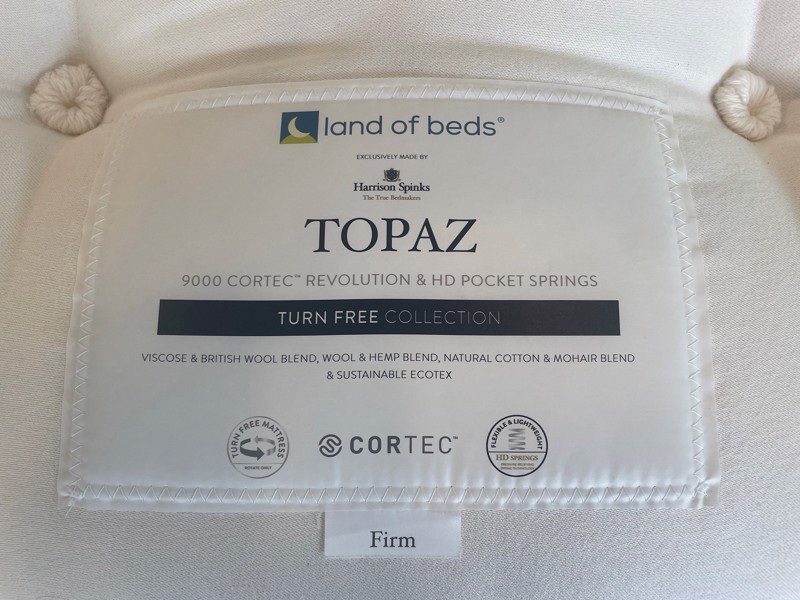 land of beds®
EXCLUSIVELY MADE BY
Harrison Spinks
The True Bedmakers
TOPAZ
9000 CORTEC™ REVOLUTION & HD POCKET SPRINGS
TURN FREE COLLECTION
VISCOSE & BRITISH WOOL BLEND, WOOL & HEMP BLEND, NATURAL COTTON & MOHAIR BLEND
& SUSTAINABLE ECOTEX
TURN FREE MATTRESS
ROTATE ONLY
CORTEC™
FLEXIBLE & LIGHTWEIGHT
HD SPRINGS
Firm